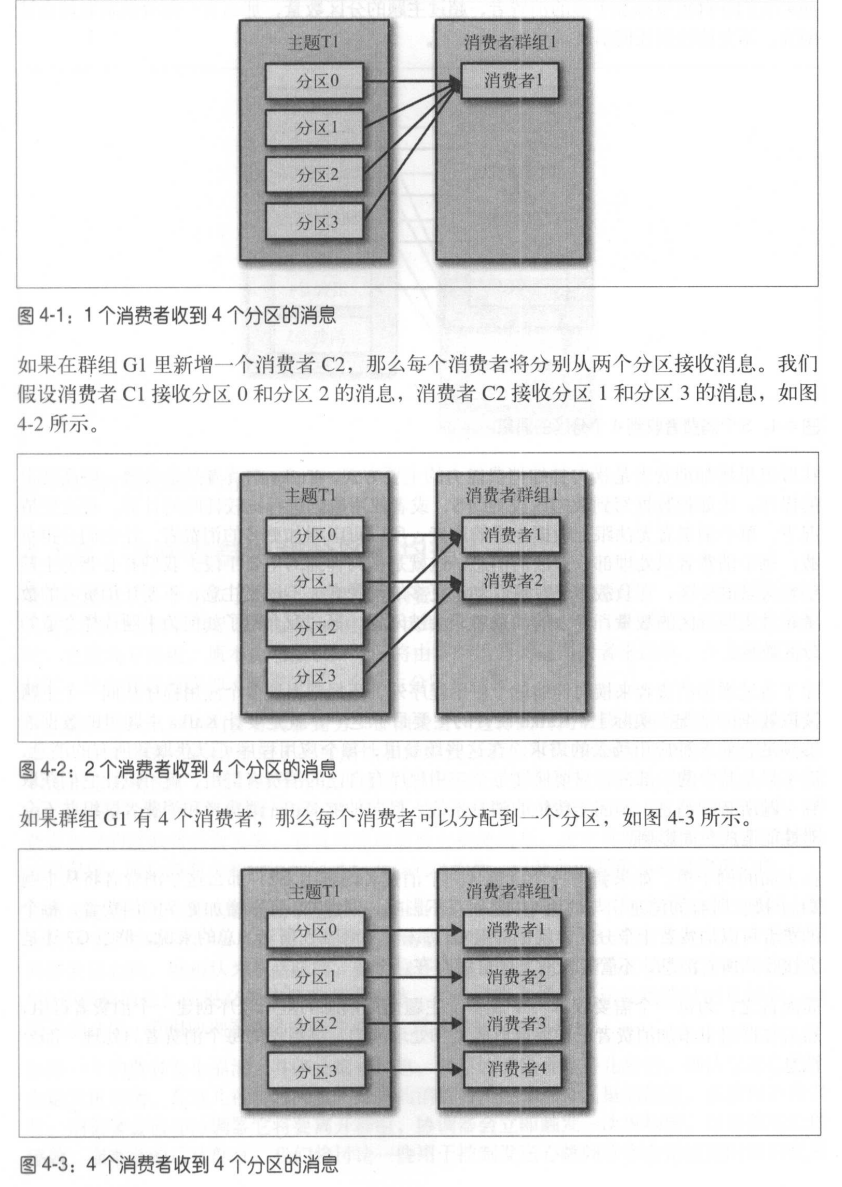 主题T1
消费者群组1
分区0
消费者1
分区1
分区2
分区3
图 4-1：1 个消费者收到 4 个分区的消息
如果在群组 G1 里新增一个消费者 C2，那么每个消费者将分别从两个分区接收消息。我们
假设消费者 C1 接收分区 0 和分区 2 的消息，消费者 C2 接收分区 1 和分区 3 的消息，如图
4-2 所示。
主题T1
消费者群组1
分区0
消费者1
分区1
消费者2
分区2
分区3
图 4-2：2 个消费者收到 4 个分区的消息
如果群组 G1 有 4 个消费者，那么每个消费者可以分配到一个分区，如图 4-3 所示。
主题T1
消费者群组1
分区0
消费者1
分区1
消费者2
分区2
消费者3
分区3
消费者4
图 4-3：4 个消费者收到 4 个分区的消息